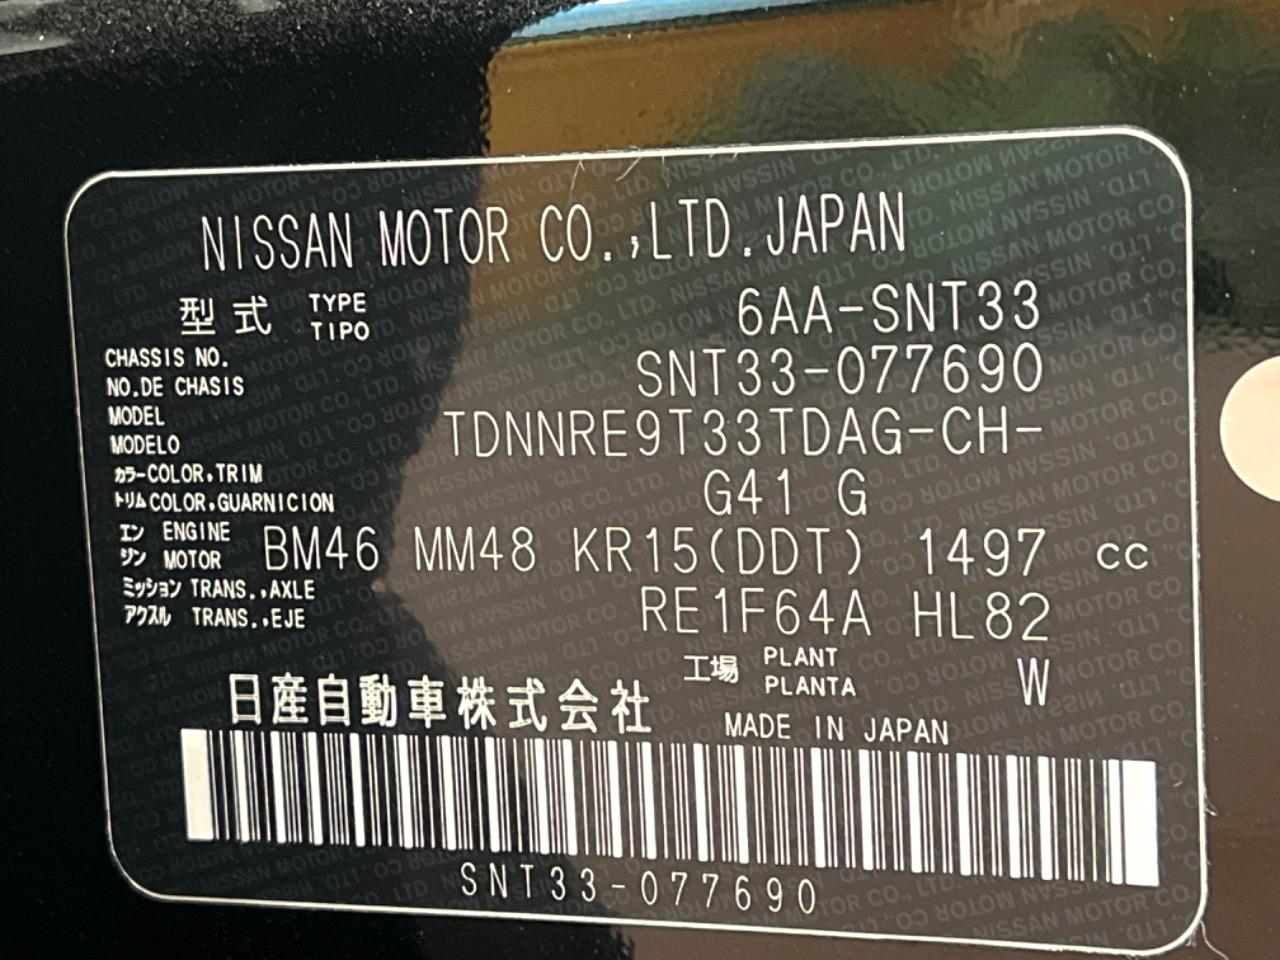 NISSAN MOTOR CO.,LTD.JAPAN
型式 TYPE TIPO 6AA-SNT33
CHASSIS NO. NO.DE CHASIS SNT33-077690
MODEL MODELO TDNNRE9T33TDAG-CH-
カラー COLOR.TRIM
トリム COLOR.GUARNICION G41 G
エンジン ENGINE MOTOR BM46 MM48 KR15(DDT) 1497 cc
ミッション TRANS.,AXLE
アクスル TRANS.,EJE RE1F64A HL82
工場 PLANT PLANTA W
日産自動車株式会社 MADE IN JAPAN
SNT33-077690